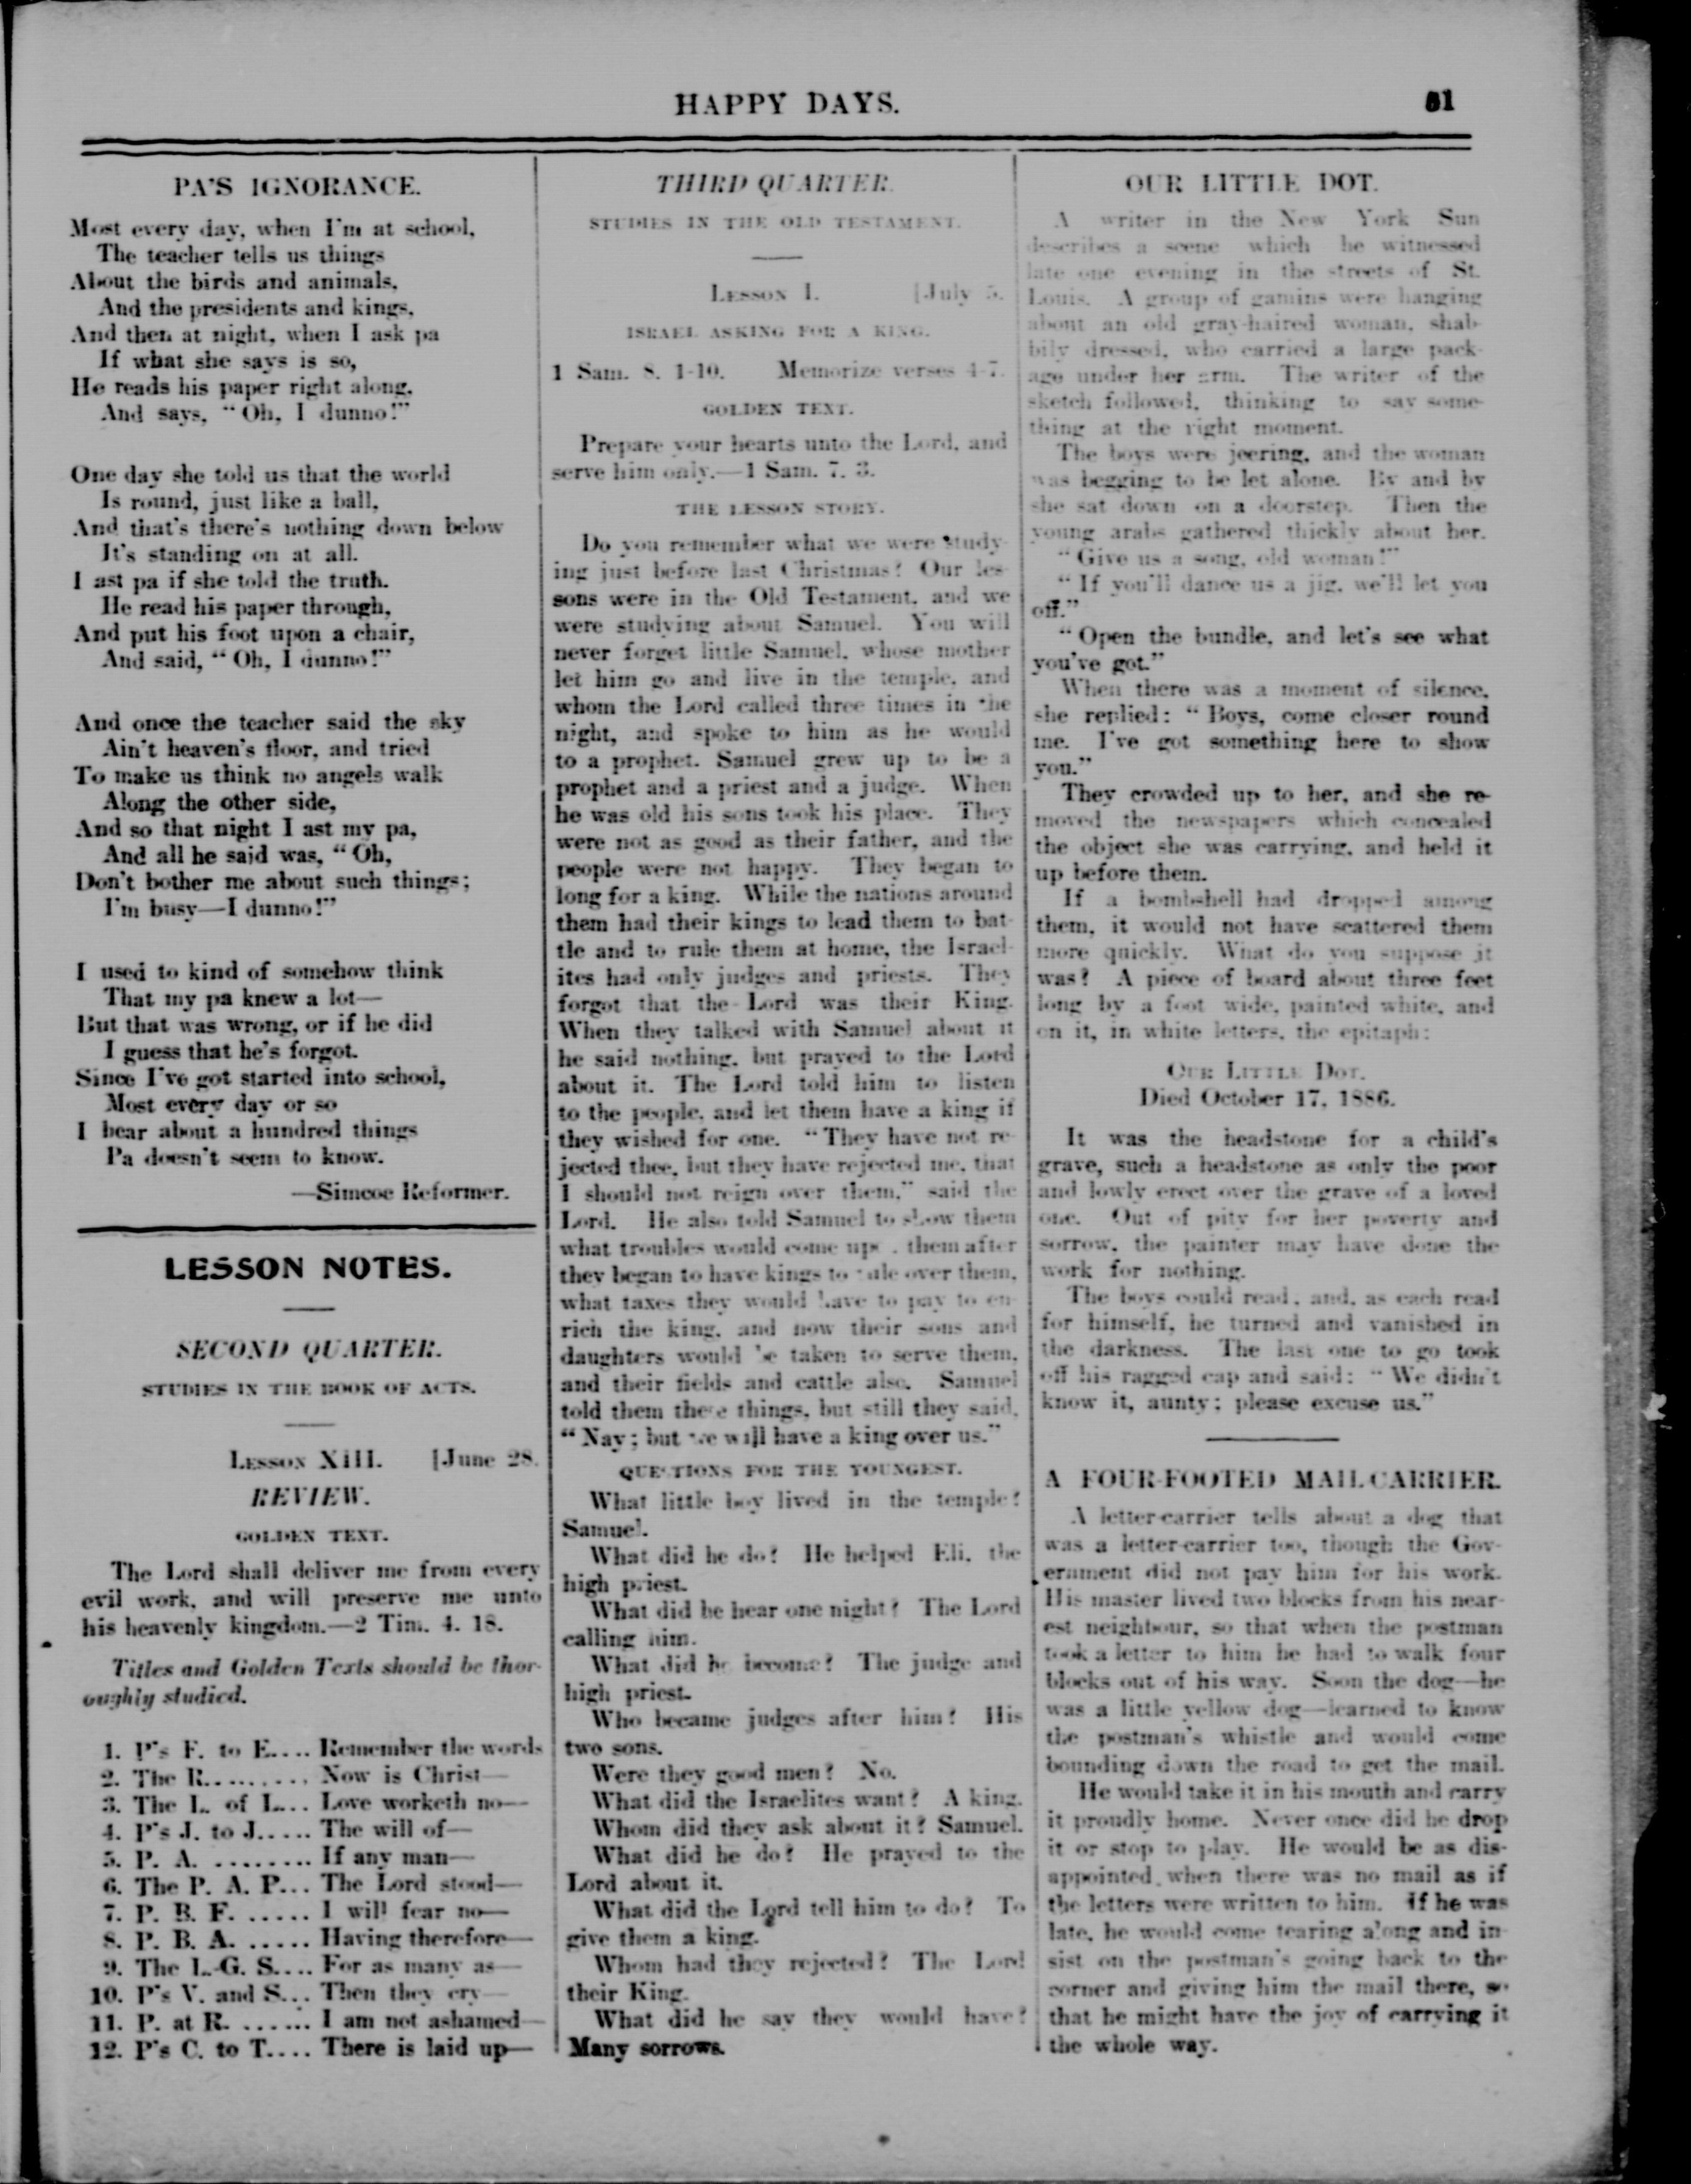 HAPPY DAYS.
51
PA'S IGNORANCE.
Most every day, when I'm at school,
The teacher tells us things
About the birds and animals,
And the presidents and kings,
And then at night, when I ask pa
If what she says is so,
He reads his paper right along,
And says, "Oh, I dunno!"
One day she told us that the world
Is round, just like a ball,
And that's there's nothing down below
It's standing on at all.
I ast pa if she told the truth.
He read his paper through,
And put his foot upon a chair,
And said, "Oh, I dunno!"
And once the teacher said the sky
Ain't heaven's floor, and tried
To make us think no angels walk
Along the other side,
And so that night I ast my pa,
And all he said was, "Oh,
Don't bother me about such things;
I'm busy—I dunno!"
I used to kind of somehow think
That my pa knew a lot—
But that was wrong, or if he did
I guess that he's forgot.
Since I've got started into school,
Most every day or so
I hear about a hundred things
Pa doesn't seem to know.
—Simcoe Reformer.
LESSON NOTES.
SECOND QUARTER.
STUDIES IN THE BOOK OF ACTS.
LESSON XIII. [June 28.
REVIEW.
GOLDEN TEXT.
The Lord shall deliver me from every
evil work, and will preserve me unto
his heavenly kingdom.—2 Tim. 4. 18.
Titles and Golden Texts should be thor-
oughly studied.
1. P's F. to E.... Remember the words
2. The R......... Now is Christ—
3. The L. of L... Love worketh no—
4. P's J. to J..... The will of—
5. P. A. ......... If any man—
6. The P. A. P... The Lord stood—
7. P. B. F. ...... I will fear no—
8. P. B. A. ...... Having therefore—
9. The L.-G. S.... For as many as—
10. P's V. and S... Then they cry—
11. P. at R. ....... I am not ashamed—
12. P's C. to T.... There is laid up—
THIRD QUARTER.
STUDIES IN THE OLD TESTAMENT.
LESSON I. [July 5.
ISRAEL ASKING FOR A KING.
1 Sam. 8. 1-10. Memorize verses 4-7.
GOLDEN TEXT.
Prepare your hearts unto the Lord, and
serve him only.—1 Sam. 7. 3.
THE LESSON STORY.
Do you remember what we were study-
ing just before last Christmas? Our les-
sons were in the Old Testament, and we
were studying about Samuel. You will
never forget little Samuel, whose mother
let him go and live in the temple, and
whom the Lord called three times in the
night, and spoke to him as he would
to a prophet. Samuel grew up to be a
prophet and a priest and a judge. When
he was old his sons took his place. They
were not as good as their father, and the
people were not happy. They began to
long for a king. While the nations around
them had their kings to lead them to bat-
tle and to rule them at home, the Israel-
ites had only judges and priests. They
forgot that the Lord was their King.
When they talked with Samuel about it
he said nothing, but prayed to the Lord
about it. The Lord told him to listen
to the people, and let them have a king if
they wished for one. "They have not re-
jected thee, but they have rejected me, that
I should not reign over them," said the
Lord. He also told Samuel to show them
what troubles would come upon them after
they began to have kings to rule over them,
what taxes they would have to pay to en-
rich the king, and how their sons and
daughters would be taken to serve them,
and their fields and cattle also. Samuel
told them these things, but still they said,
"Nay; but we will have a king over us."
QUESTIONS FOR THE YOUNGEST.
What little boy lived in the temple?
Samuel.
What did he do? He helped Eli, the
high priest.
What did he hear one night? The Lord
calling him.
What did he become? The judge and
high priest.
Who became judges after him? His
two sons.
Were they good men? No.
What did the Israelites want? A king.
Whom did they ask about it? Samuel.
What did he do? He prayed to the
Lord about it.
What did the Lord tell him to do? To
give them a king.
Whom had they rejected? The Lord
their King.
What did he say they would have?
Many sorrows.
OUR LITTLE DOT.
A writer in the New York Sun
describes a scene which he witnessed
late one evening in the streets of St.
Louis. A group of gamins were hanging
about an old gray-haired woman, shab-
bily dressed, who carried a large pack-
age under her arm. The writer of the
sketch followed, thinking to say some-
thing at the right moment.
The boys were jeering, and the woman
was begging to be let alone. By and by
she sat down on a doorstep. Then the
young arabs gathered thickly about her.
"Give us a song, old woman!"
"If you'll dance us a jig, we'll let you
off."
"Open the bundle, and let's see what
you've got."
When there was a moment of silence,
she replied: "Boys, come closer round
me. I've got something here to show
you."
They crowded up to her, and she re-
moved the newspapers which concealed
the object she was carrying, and held it
up before them.
If a bombshell had dropped among
them, it would not have scattered them
more quickly. What do you suppose it
was? A piece of board about three feet
long by a foot wide, painted white, and
on it, in white letters, the epitaph:
OUR LITTLE DOT.
Died October 17, 1886.
It was the headstone for a child's
grave, such a headstone as only the poor
and lowly erect over the grave of a loved
one. Out of pity for her poverty and
sorrow, the painter may have done the
work for nothing.
The boys could read, and, as each read
for himself, he turned and vanished in
the darkness. The last one to go took
off his ragged cap and said: "We didn't
know it, aunty; please excuse us."
A FOUR-FOOTED MAIL-CARRIER.
A letter-carrier tells about a dog that
was a letter-carrier too, though the Gov-
ernment did not pay him for his work.
His master lived two blocks from his near-
est neighbour, so that when the postman
took a letter to him he had to walk four
blocks out of his way. Soon the dog—he
was a little yellow dog—learned to know
the postman's whistle and would come
bounding down the road to get the mail.
He would take it in his mouth and carry
it proudly home. Never once did he drop
it or stop to play. He would be as dis-
appointed when there was no mail as if
the letters were written to him. If he was
late, he would come tearing along and in-
sist on the postman's going back to the
corner and giving him the mail there, so
that he might have the joy of carrying it
the whole way.